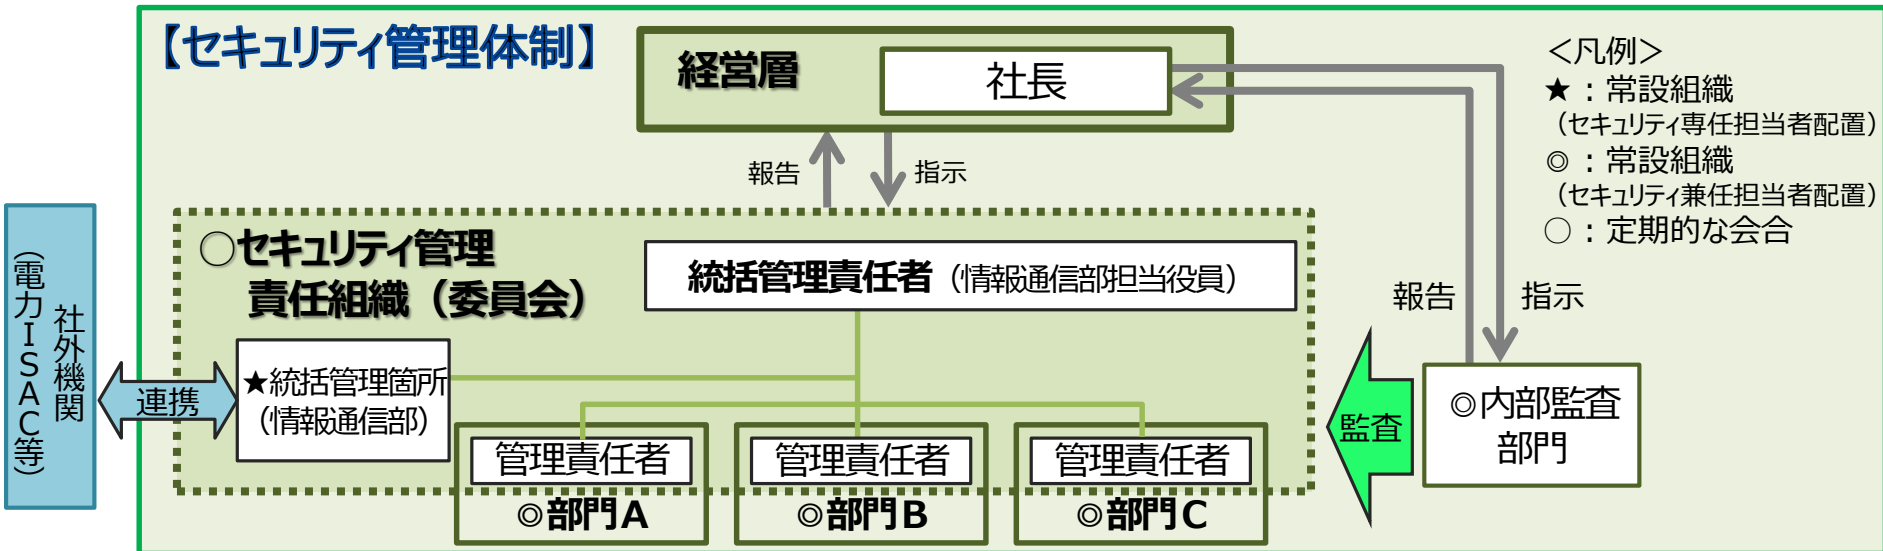 【セキュリティ管理体制】
経営層
社長
＜凡例＞
★：常設組織
（セキュリティ専任担当者配置）
◎：常設組織
（セキュリティ兼任担当者配置）
○：定期的な会合
報告
指示
○セキュリティ管理
責任組織（委員会）
統括管理責任者（情報通信部担当役員）
報告
指示
社外機関
（電力ＩＳＡＣ等）
連携
★統括管理箇所
（情報通信部）
管理責任者
◎部門A
管理責任者
◎部門B
管理責任者
◎部門C
監査
◎内部監査
部門